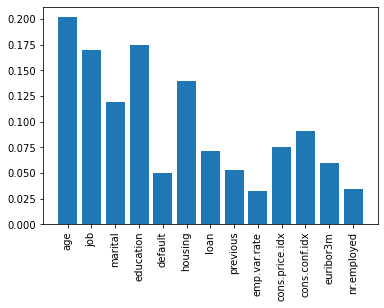 0.200
0.175
0.150
0.125
0.100
0.075
0.050
0.025
0.000
age
job
marital
education
default
housing
loan
previous
emp.var.rate
cons.price.idx
cons.conf.idx
euribor3m
nr.employed